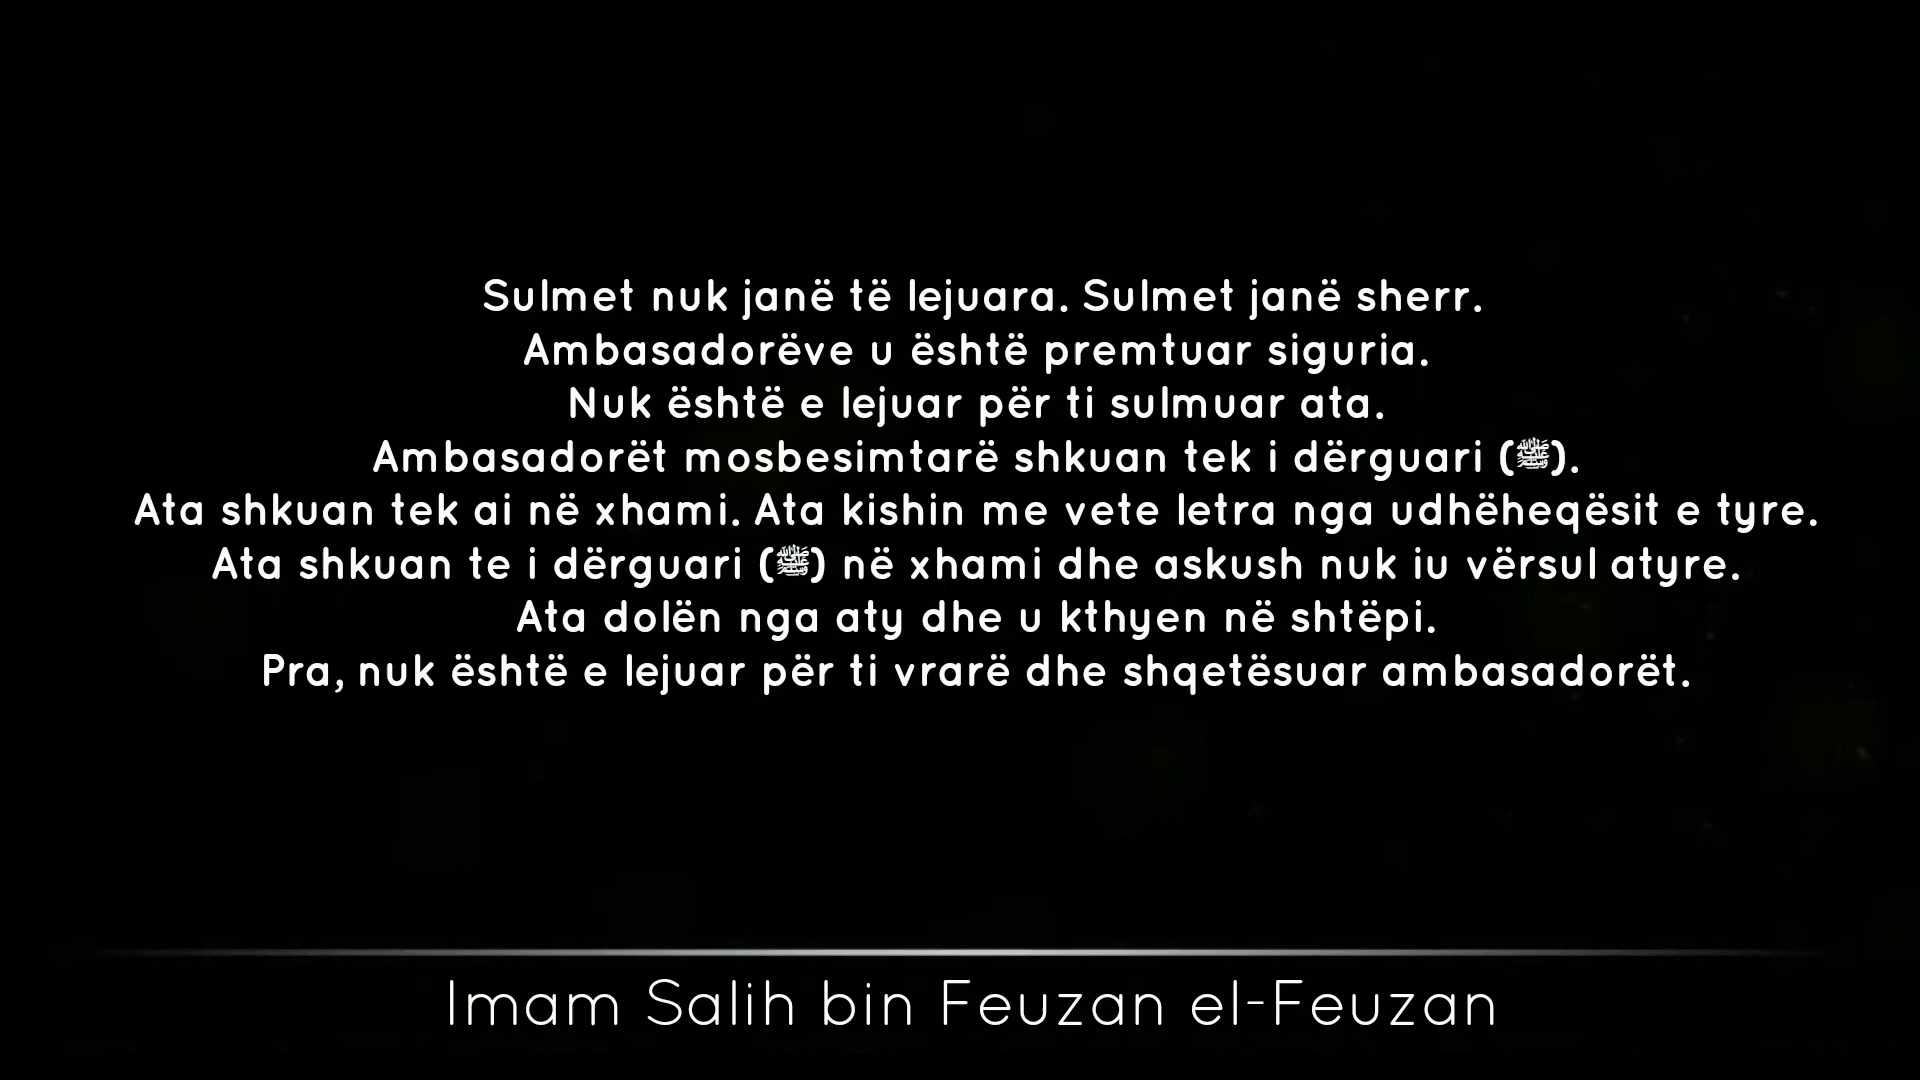 Sulmet nuk janë të lejuara. Sulmet janë sherr.
Ambasadorëve u është premtuar siguria.
Nuk është e lejuar për ti sulmuar ata.
Ambasadorët mosbesimtarë shkuan tek i dërguari (ﷺ).
Ata shkuan tek ai në xhami. Ata kishin me vete letra nga udhëheqësit e tyre.
Ata shkuan te i dërguari (ﷺ) në xhami dhe askush nuk iu vërsul atyre.
Ata dolën nga aty dhe u kthyen në shtëpi.
Pra, nuk është e lejuar për ti vrarë dhe shqetësuar ambasadorët.
Imam Salih bin Feuzan el-Feuzan